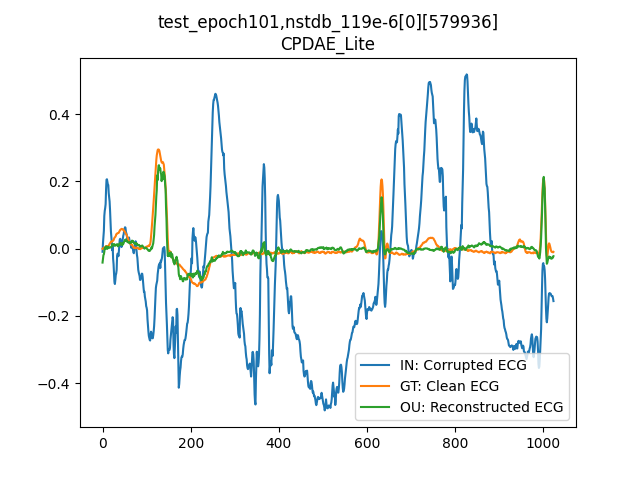 test_epoch101,nstdb_119e-6[0][579936]
CPDAE_Lite
0.4
0.2
0.0
−0.2
−0.4
IN: Corrupted ECG
GT: Clean ECG
OU: Reconstructed ECG
0 200 400 600 800 1000